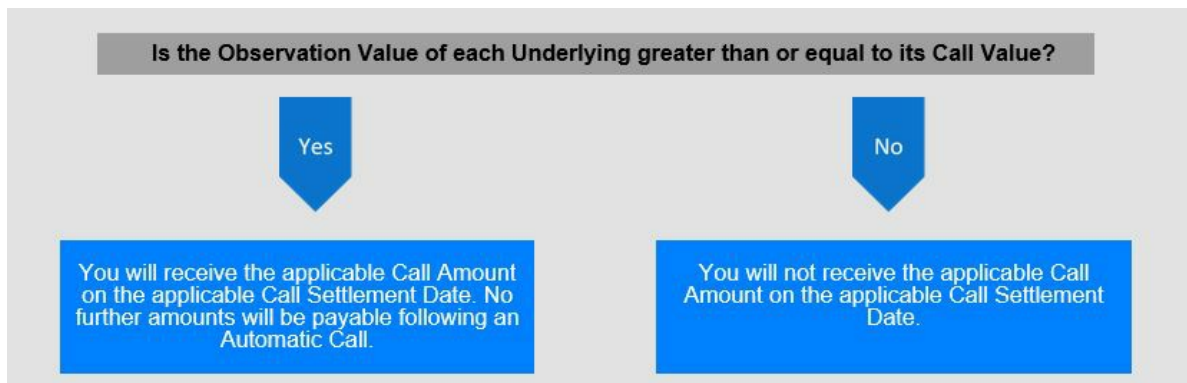 Is the Observation Value of each Underlying greater than or equal to its Call Value?
Yes
No
You will receive the applicable Call Amount
on the applicable Call Settlement Date. No
further amounts will be payable following an
Automatic Call.
You will not receive the applicable Call
Amount on the applicable Call Settlement
Date.